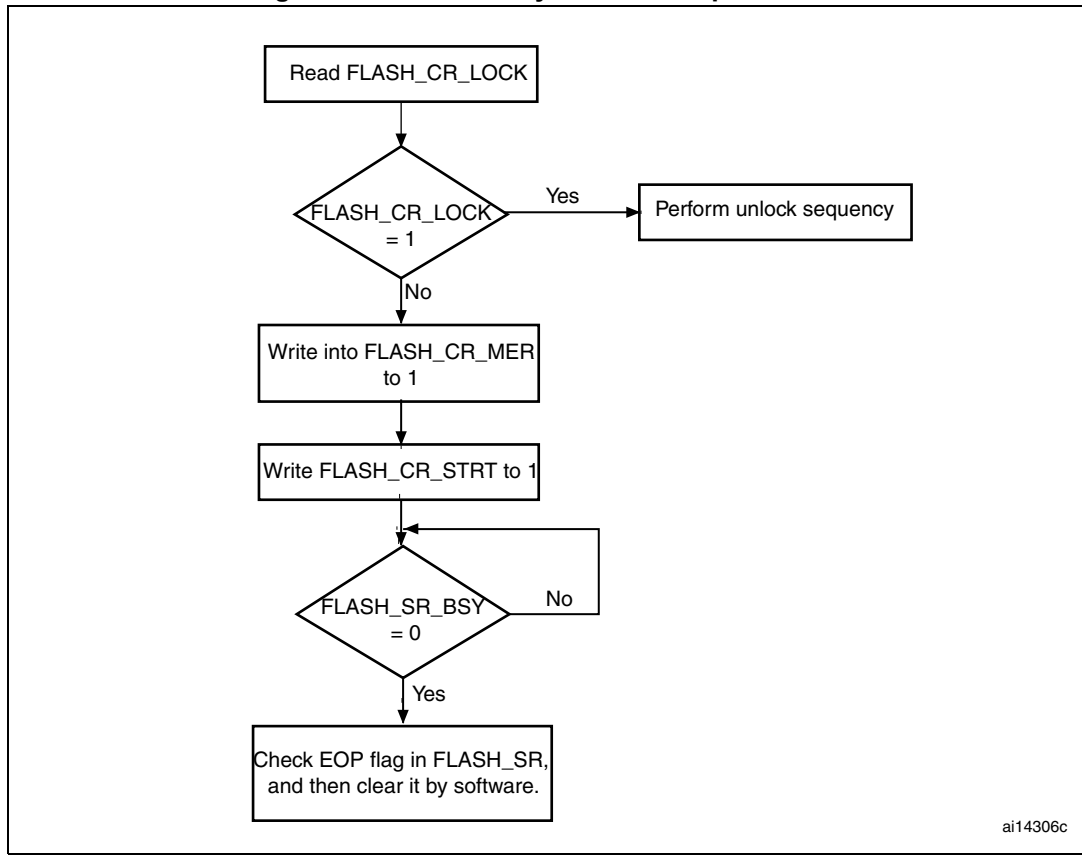 Read FLASH_CR_LOCK
FLASH_CR_LOCK
= 1
Yes
Perform unlock sequency
No
Write into FLASH_CR_MER
to 1
Write FLASH_CR_STRT to 1
FLASH_SR_BSY
= 0
No
Yes
Check EOP flag in FLASH_SR,
and then clear it by software.
ai14306c